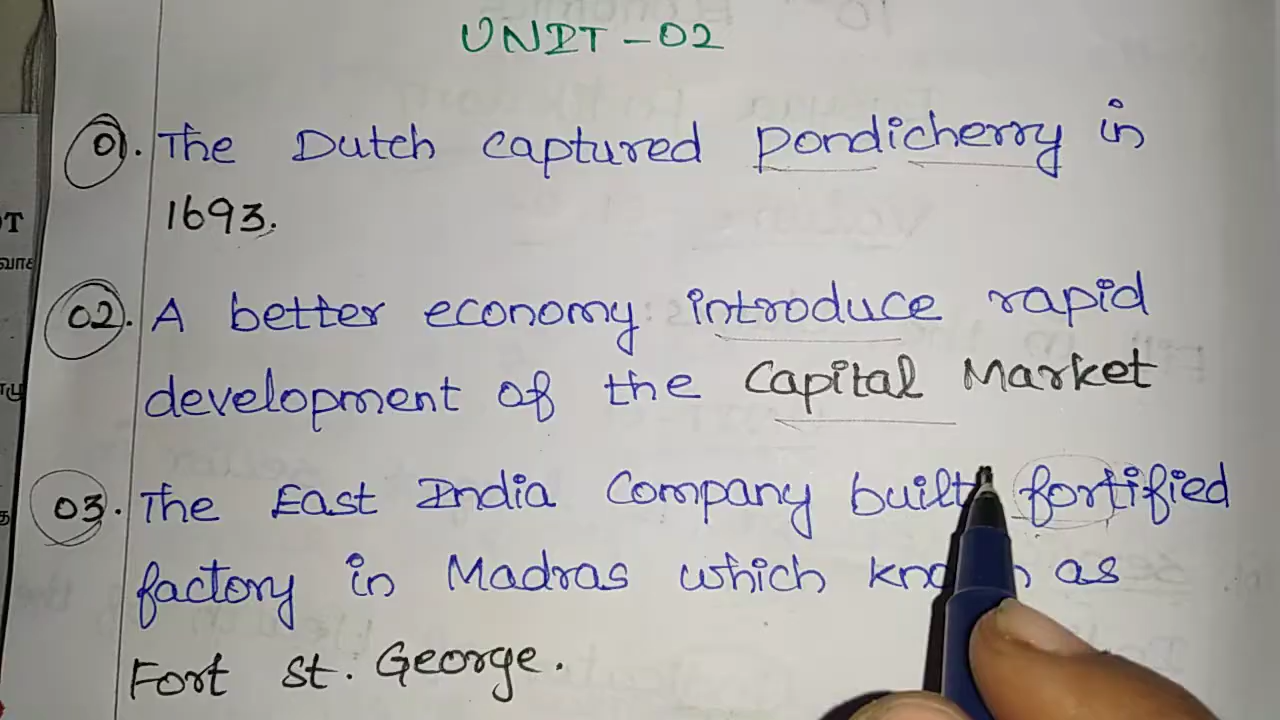 UNIT - 02
01. The Dutch captured pondicherry in
1693.
02. A better economy introduce rapid
development of the Capital Market
03. The East India Company built fortified
factory in Madras which as
Fort St. George.